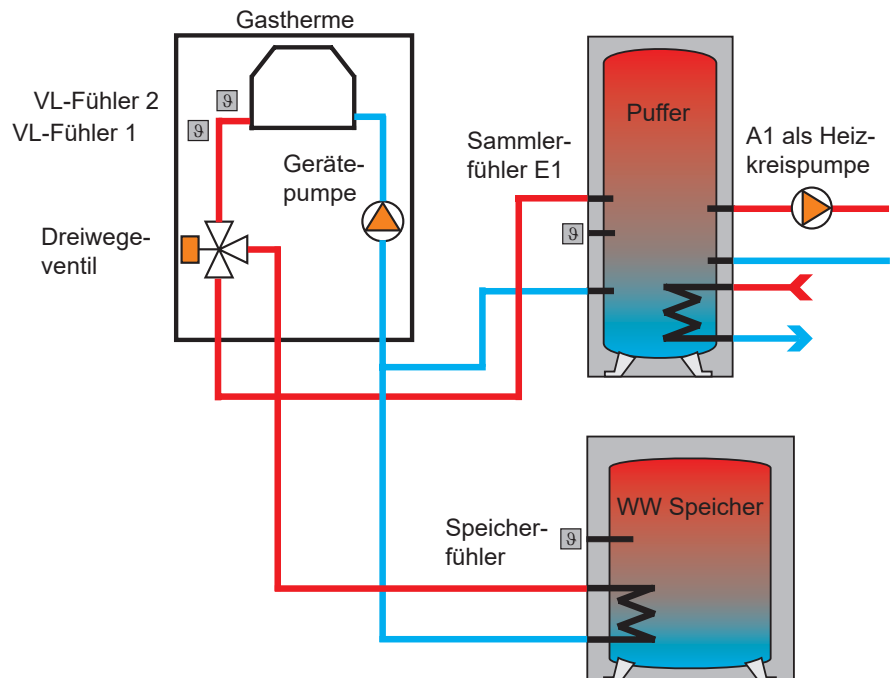 Gastherme
VL-Fühler 2
ϑ
VL-Fühler 1
ϑ
Geräte-
pumpe
Dreiwege-
ventil
Sammler-
fühler E1
ϑ
Puffer
A1 als Heiz-
kreispumpe
Speicher-
fühler
ϑ
WW Speicher